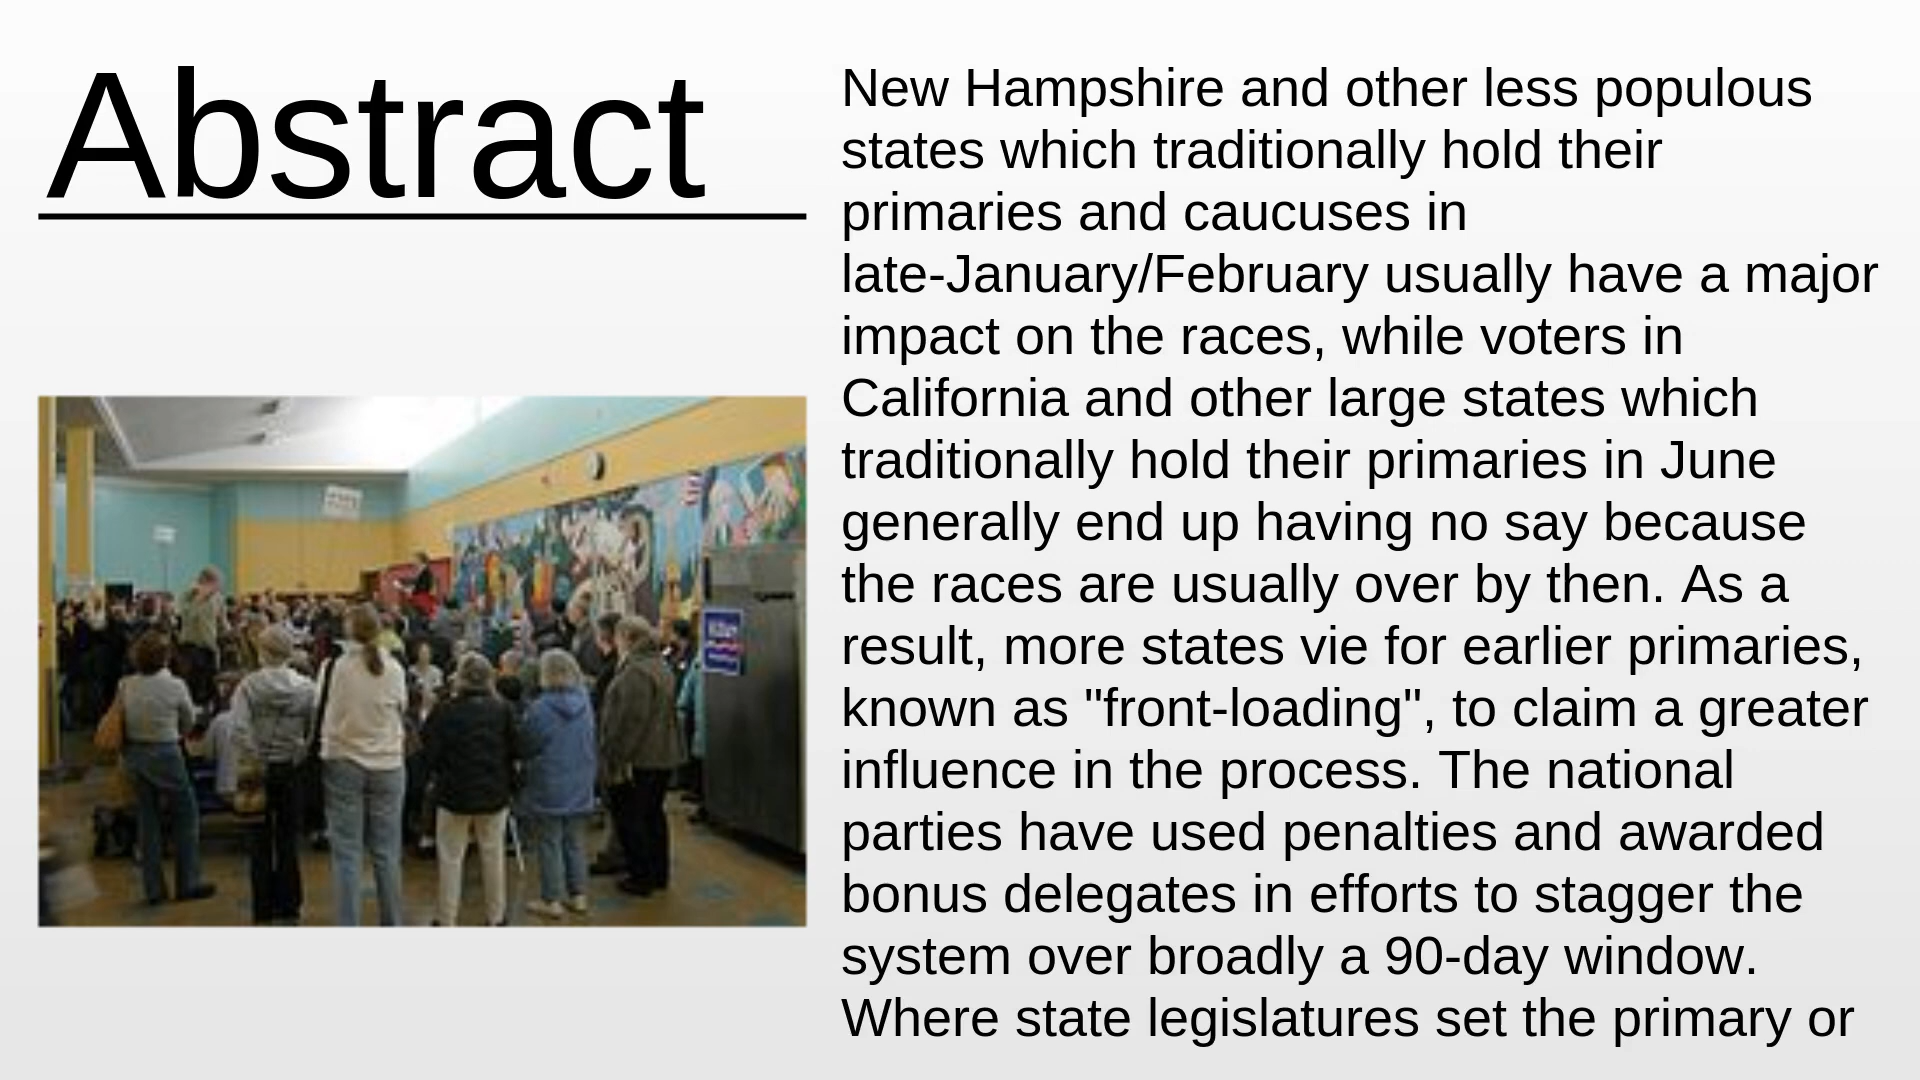 Abstract
New Hampshire and other less populous
states which traditionally hold their
primaries and caucuses in
late-January/February usually have a major
impact on the races, while voters in
California and other large states which
traditionally hold their primaries in June
generally end up having no say because
the races are usually over by then. As a
result, more states vie for earlier primaries,
known as "front-loading", to claim a greater
influence in the process. The national
parties have used penalties and awarded
bonus delegates in efforts to stagger the
system over broadly a 90-day window.
Where state legislatures set the primary or